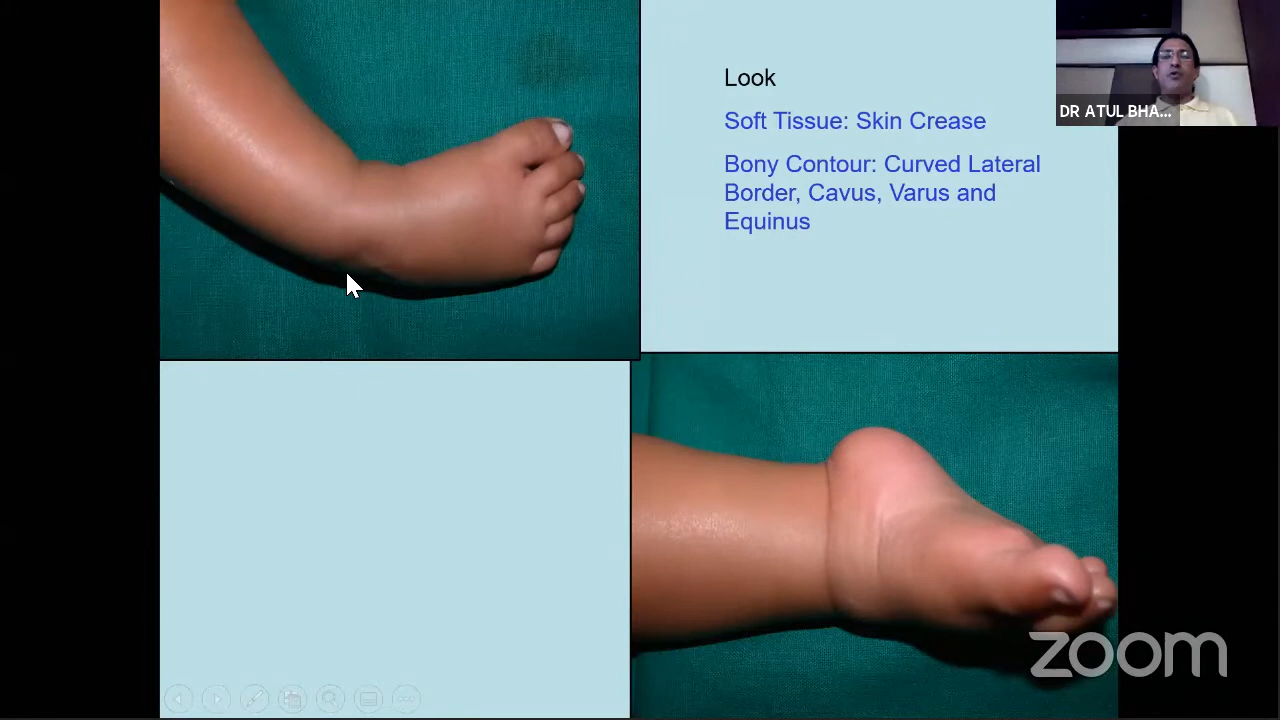 Look
Soft Tissue: Skin Crease
Bony Contour: Curved Lateral
Border, Cavus, Varus and
Equinus
DR ATUL BHA...
zoom